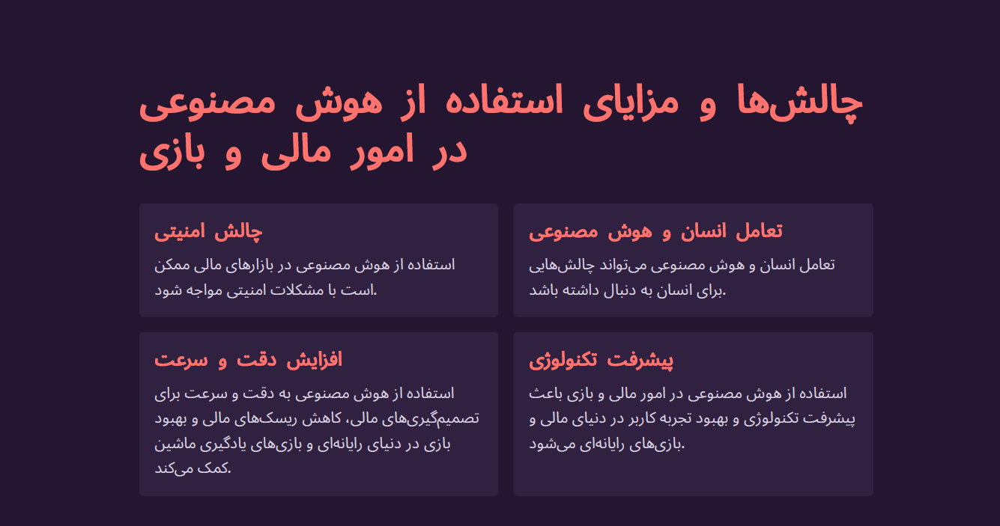 چالش‌ها و مزایای استفاده از هوش مصنوعی
در امور مالی و بازی
چالش امنیتی
استفاده از هوش مصنوعی در بازارهای مالی ممکن
است با مشکلات امنیتی مواجه شود.
تعامل انسان و هوش مصنوعی
تعامل انسان و هوش مصنوعی می‌تواند چالش‌هایی
برای انسان به دنبال داشته باشد.
افزایش دقت و سرعت
استفاده از هوش مصنوعی به دقت و سرعت برای
تصمیم‌گیری‌های مالی، کاهش ریسک‌های مالی و بهبود
بازی در دنیای رایانه‌ای و بازی‌های یادگیری ماشین
کمک می‌کند.
پیشرفت تکنولوژی
استفاده از هوش مصنوعی در امور مالی و بازی باعث
پیشرفت تکنولوژی و بهبود تجربه کاربر در دنیای مالی و
بازی‌های رایانه‌ای می‌شود.